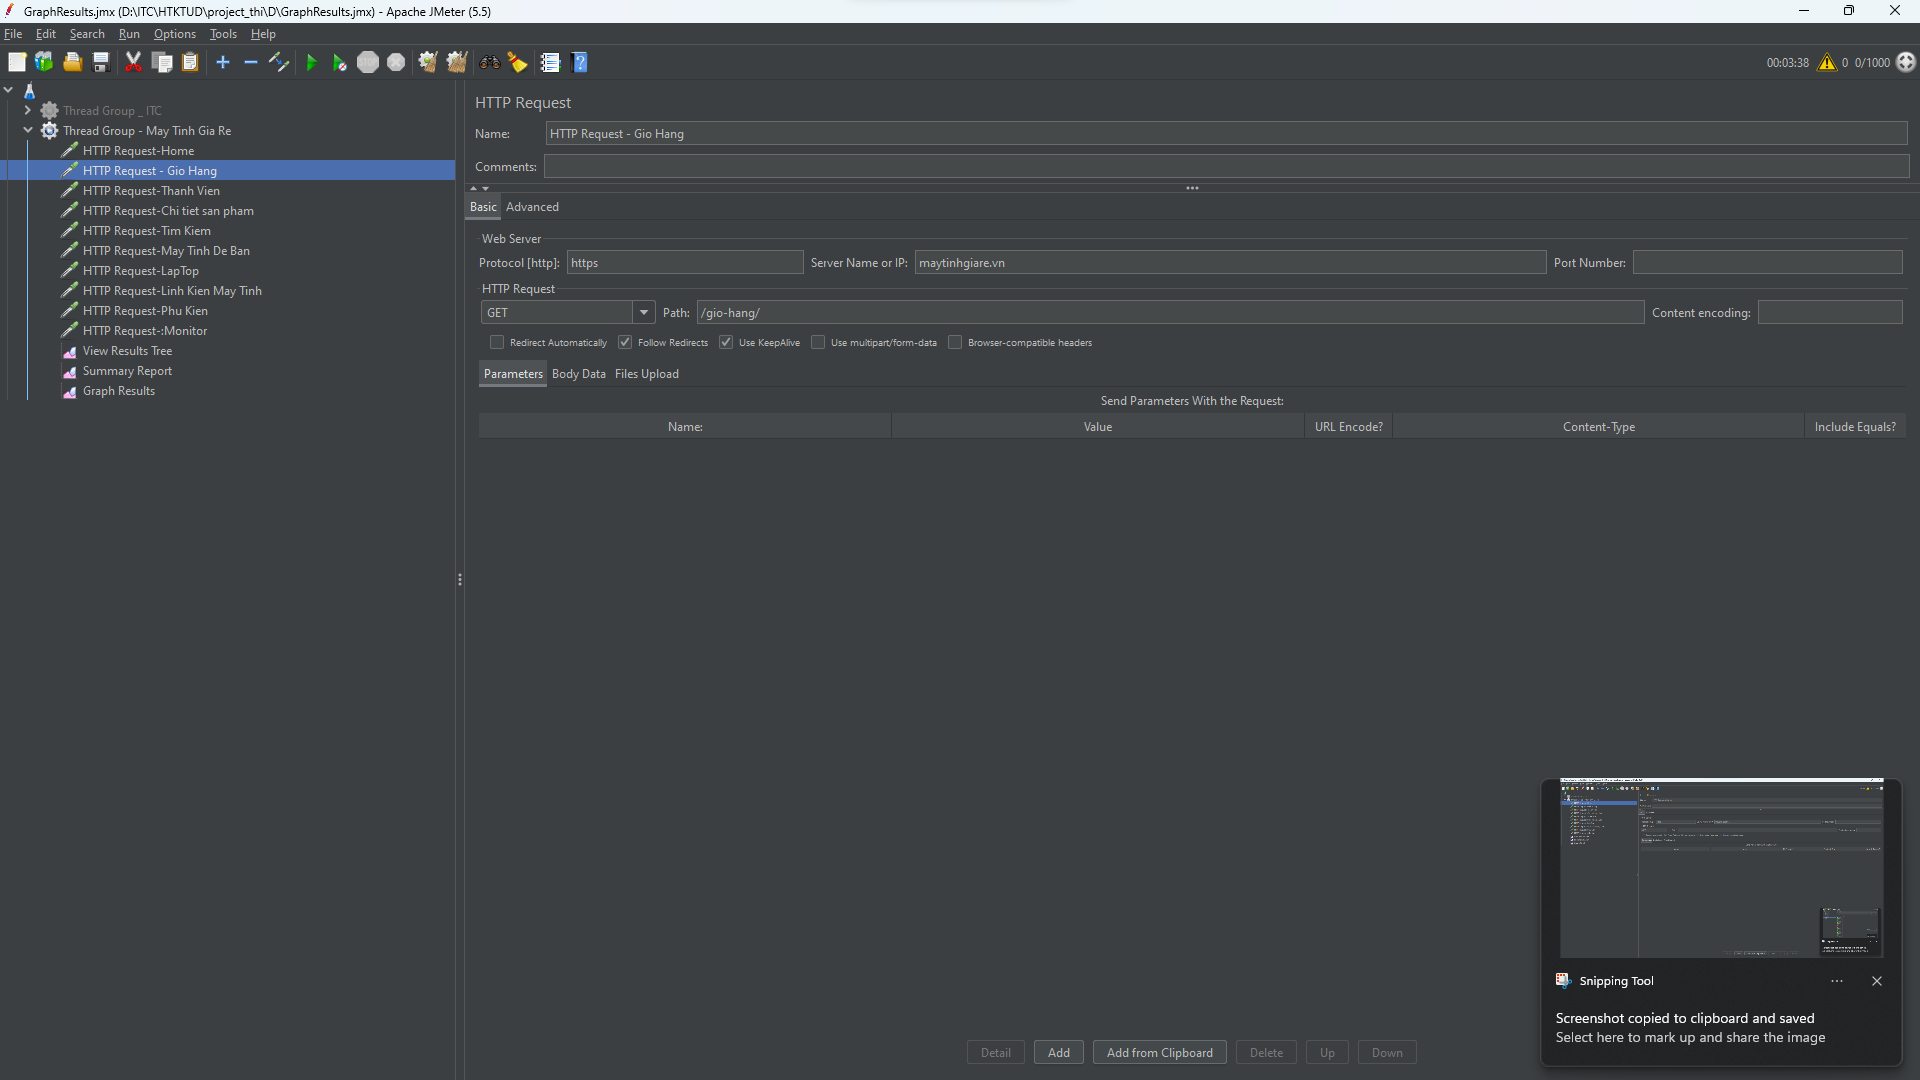 GraphResults.jmx (D:\ITC\HTKTUD\project_thi\D\GraphResults.jmx) - Apache JMeter (5.5)
File Edit Search Run Options Tools Help
00:03:38 0 0/1000
Thread Group _ ITC
Thread Group - May Tinh Gia Re
HTTP Request-Home
HTTP Request - Gio Hang
HTTP Request-Thanh Vien
HTTP Request-Chi tiet san pham
HTTP Request-Tim Kiem
HTTP Request-May Tinh De Ban
HTTP Request-LapTop
HTTP Request-Linh Kien May Tinh
HTTP Request-Phu Kien
HTTP Request-:Monitor
View Results Tree
Summary Report
Graph Results
HTTP Request
Name: HTTP Request - Gio Hang
Comments:
Basic Advanced
Web Server
Protocol [http]: https Server Name or IP: maytinhgiare.vn Port Number:
HTTP Request
GET Path: /gio-hang/ Content encoding:
Redirect Automatically Follow Redirects Use KeepAlive Use multipart/form-data Browser-compatible headers
Parameters Body Data Files Upload
Send Parameters With the Request:
Name: Value URL Encode? Content-Type Include Equals?
Detail Add Add from Clipboard Delete Up Down
Snipping Tool
Screenshot copied to clipboard and saved
Select here to mark up and share the image